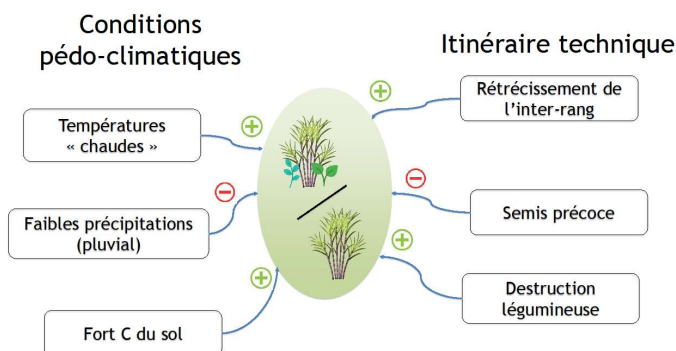 Conditions
pédo-climatiques
Itinéraire technique
Températures
« chaudes »
Faibles précipitations
(pluvial)
Fort C du sol
Rétrécissement de
l’inter-rang
Semis précoce
Destruction
légumineuse